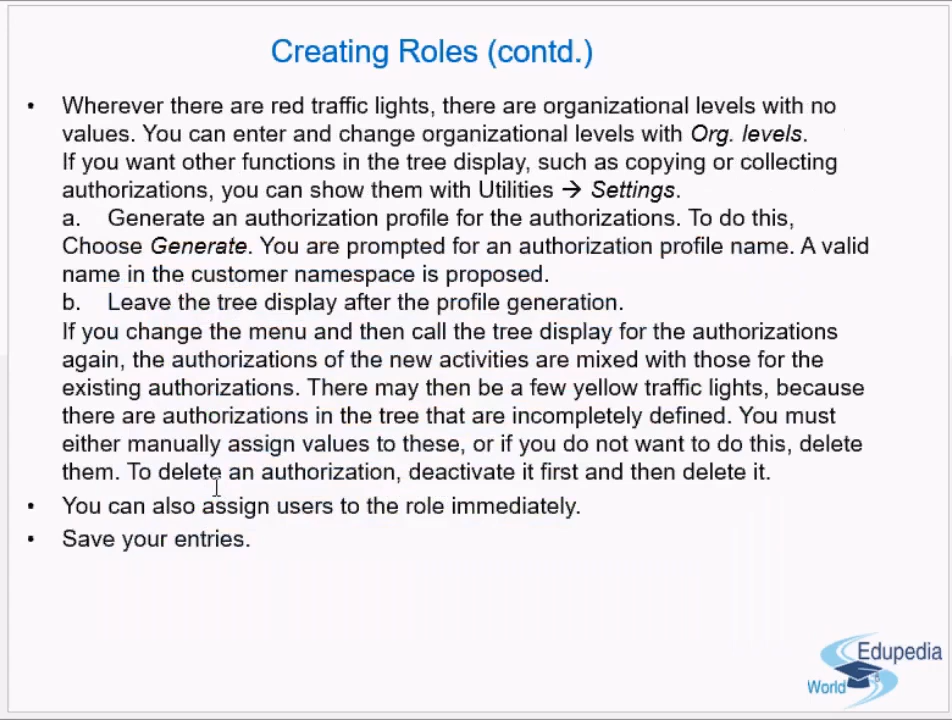 Creating Roles (contd.)
• Wherever there are red traffic lights, there are organizational levels with no
values. You can enter and change organizational levels with Org. levels.
If you want other functions in the tree display, such as copying or collecting
authorizations, you can show them with Utilities → Settings.
a. Generate an authorization profile for the authorizations. To do this,
Choose Generate. You are prompted for an authorization profile name. A valid
name in the customer namespace is proposed.
b. Leave the tree display after the profile generation.
If you change the menu and then call the tree display for the authorizations
again, the authorizations of the new activities are mixed with those for the
existing authorizations. There may then be a few yellow traffic lights, because
there are authorizations in the tree that are incompletely defined. You must
either manually assign values to these, or if you do not want to do this, delete
them. To delete an authorization, deactivate it first and then delete it.
• You can also assign users to the role immediately.
• Save your entries.
Edupedia
World